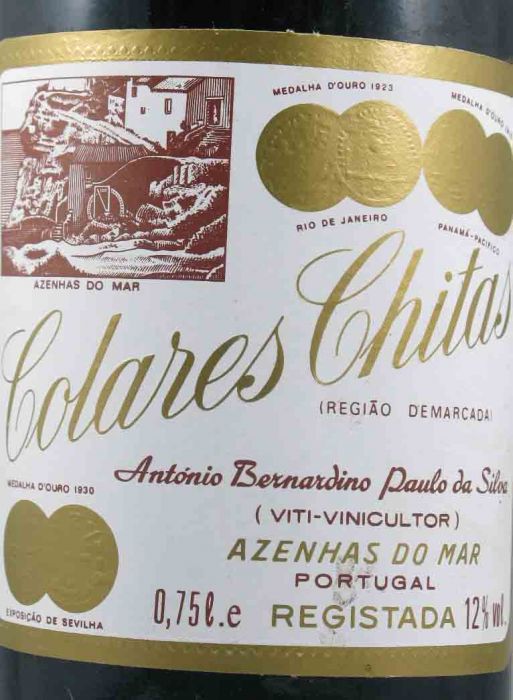 MEDALHA D'OURO 1923
MEDALHA D'OURO
RIO DE JANEIRO
PANAMÁ-PACÍFICO
AZENHAS DO MAR
Colares Chitas
(REGIÃO DEMARCADA)
António Bernardino Paulo da Silva
(VITI-VINICULTOR)
MEDALHA D'OURO 1930
AZENHAS DO MAR
PORTUGAL
EXPOSIÇÃO DE SEVILHA
0,75ℓ.e REGISTADA 12% vol.